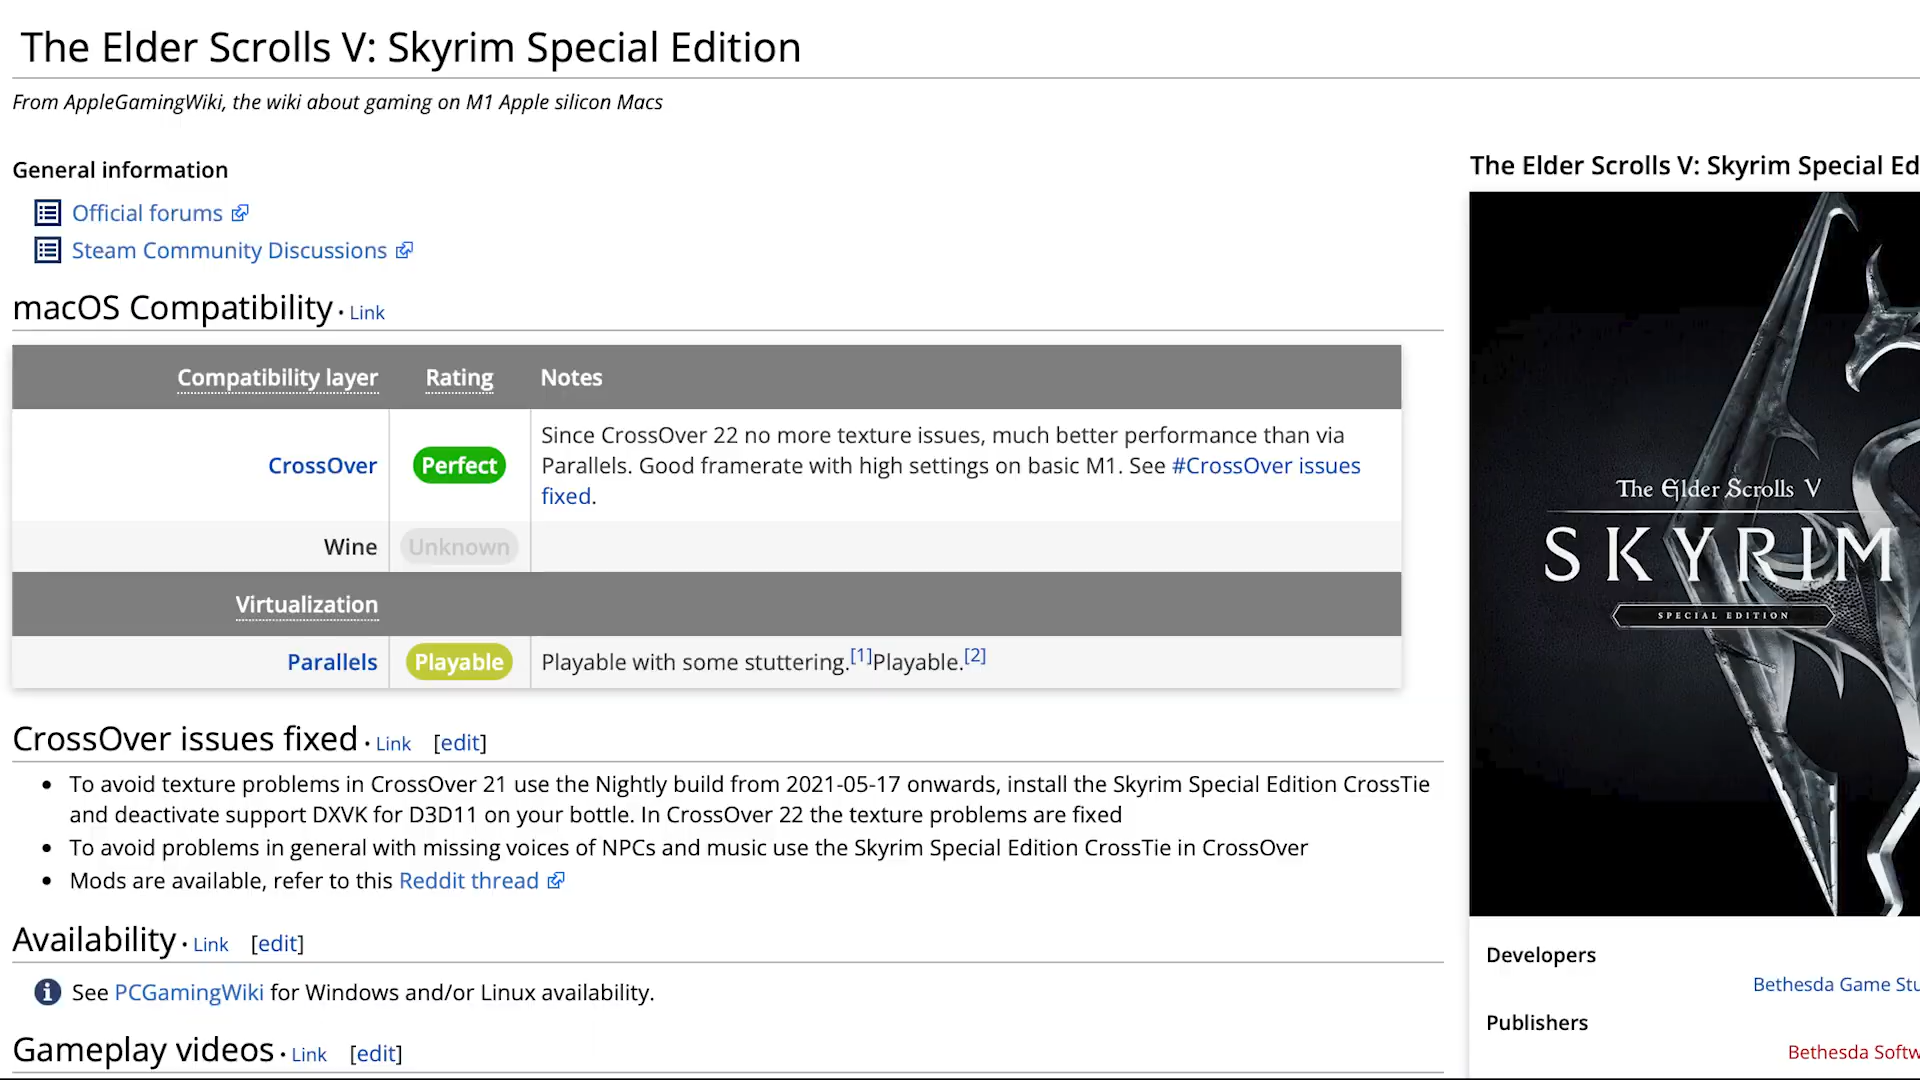 The Elder Scrolls V: Skyrim Special Edition
From AppleGamingWiki, the wiki about gaming on M1 Apple silicon Macs
General information
Official forums
Steam Community Discussions
macOS Compatibility • Link
Compatibility layer Rating Notes
CrossOver Perfect Since CrossOver 22 no more texture issues, much better performance than via
Parallels. Good framerate with high settings on basic M1. See #CrossOver issues
fixed.
Wine Unknown
Virtualization
Parallels Playable Playable with some stuttering.[1]Playable.[2]
CrossOver issues fixed • Link [edit]
• To avoid texture problems in CrossOver 21 use the Nightly build from 2021-05-17 onwards, install the Skyrim Special Edition CrossTie
and deactivate support DXVK for D3D11 on your bottle. In CrossOver 22 the texture problems are fixed
• To avoid problems in general with missing voices of NPCs and music use the Skyrim Special Edition CrossTie in CrossOver
• Mods are available, refer to this Reddit thread
Availability • Link [edit]
See PCGamingWiki for Windows and/or Linux availability.
Gameplay videos • Link [edit]
The Elder Scrolls V: Skyrim Special Ed
The Elder Scrolls V
SKYRIM
SPECIAL EDITION
Developers
Bethesda Game Stu
Publishers
Bethesda Softw